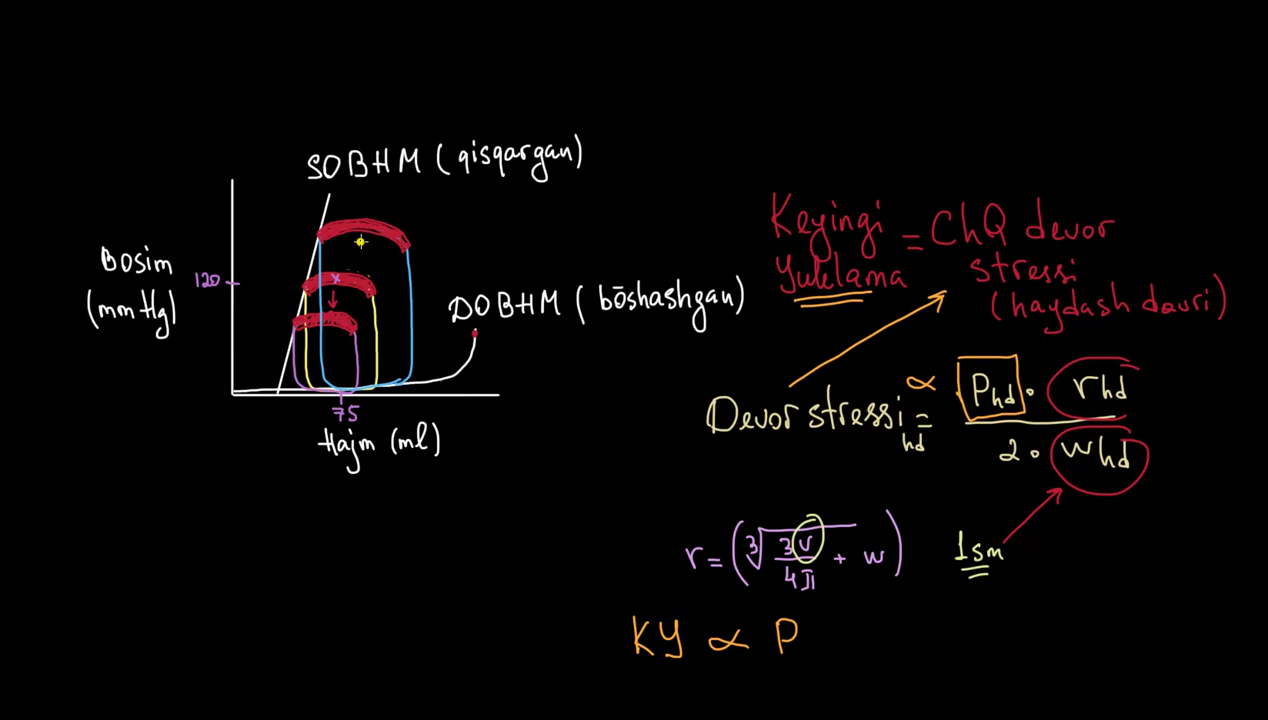 SOBHM (qisqargan)
Bosim
(mm Hg)
120
DOBHM (bōshashgan)
75
Hajm (ml)
Keyingi = ChQ devor
Yuklama stressi
(haydash davri)
Devor stressi hd = ∝ Phd · rhd
2 · whd
r = (∛ 3V / 4π + w)
1sm
KY ∝ P